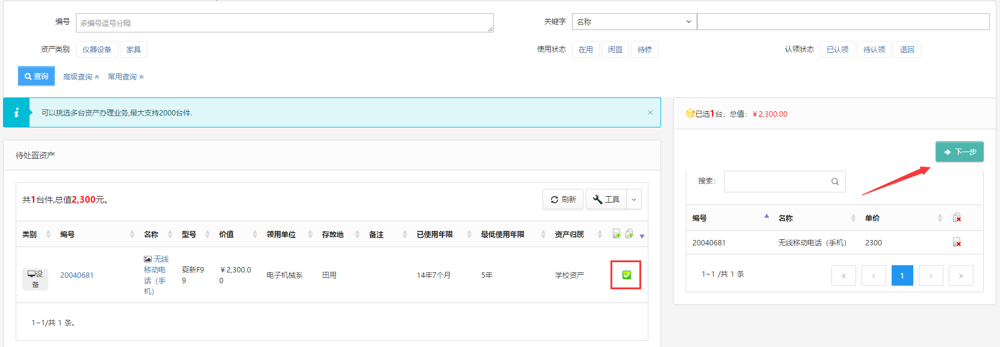 编号
多编号逗号分隔
关键字
名称
资产类别
仪器设备
家具
使用状态
在用
闲置
待修
认领状态
已认领
待认领
退回
查询
高级查询
常用查询
可以挑选多台资产办理业务,最大支持2000台件.
×
待处置资产
共1台件,总值2,300元。
刷新
工具
类别 编号 名称 型号 价值 领用单位 存放地 备注 已使用年限 最低使用年限 资产归属
设备
20040681
无线移动电话（手机）
夏新F99
￥2,300.00
电子机械系
田用
14年7个月
5年
学校资产
1~1/共 1 条。
已选1台，总值：￥2,300.00
下一步
搜索：
编号 名称 单价
20040681 无线移动电话（手机） 2300
1~1 /共 1 条
« ‹ 1 › »